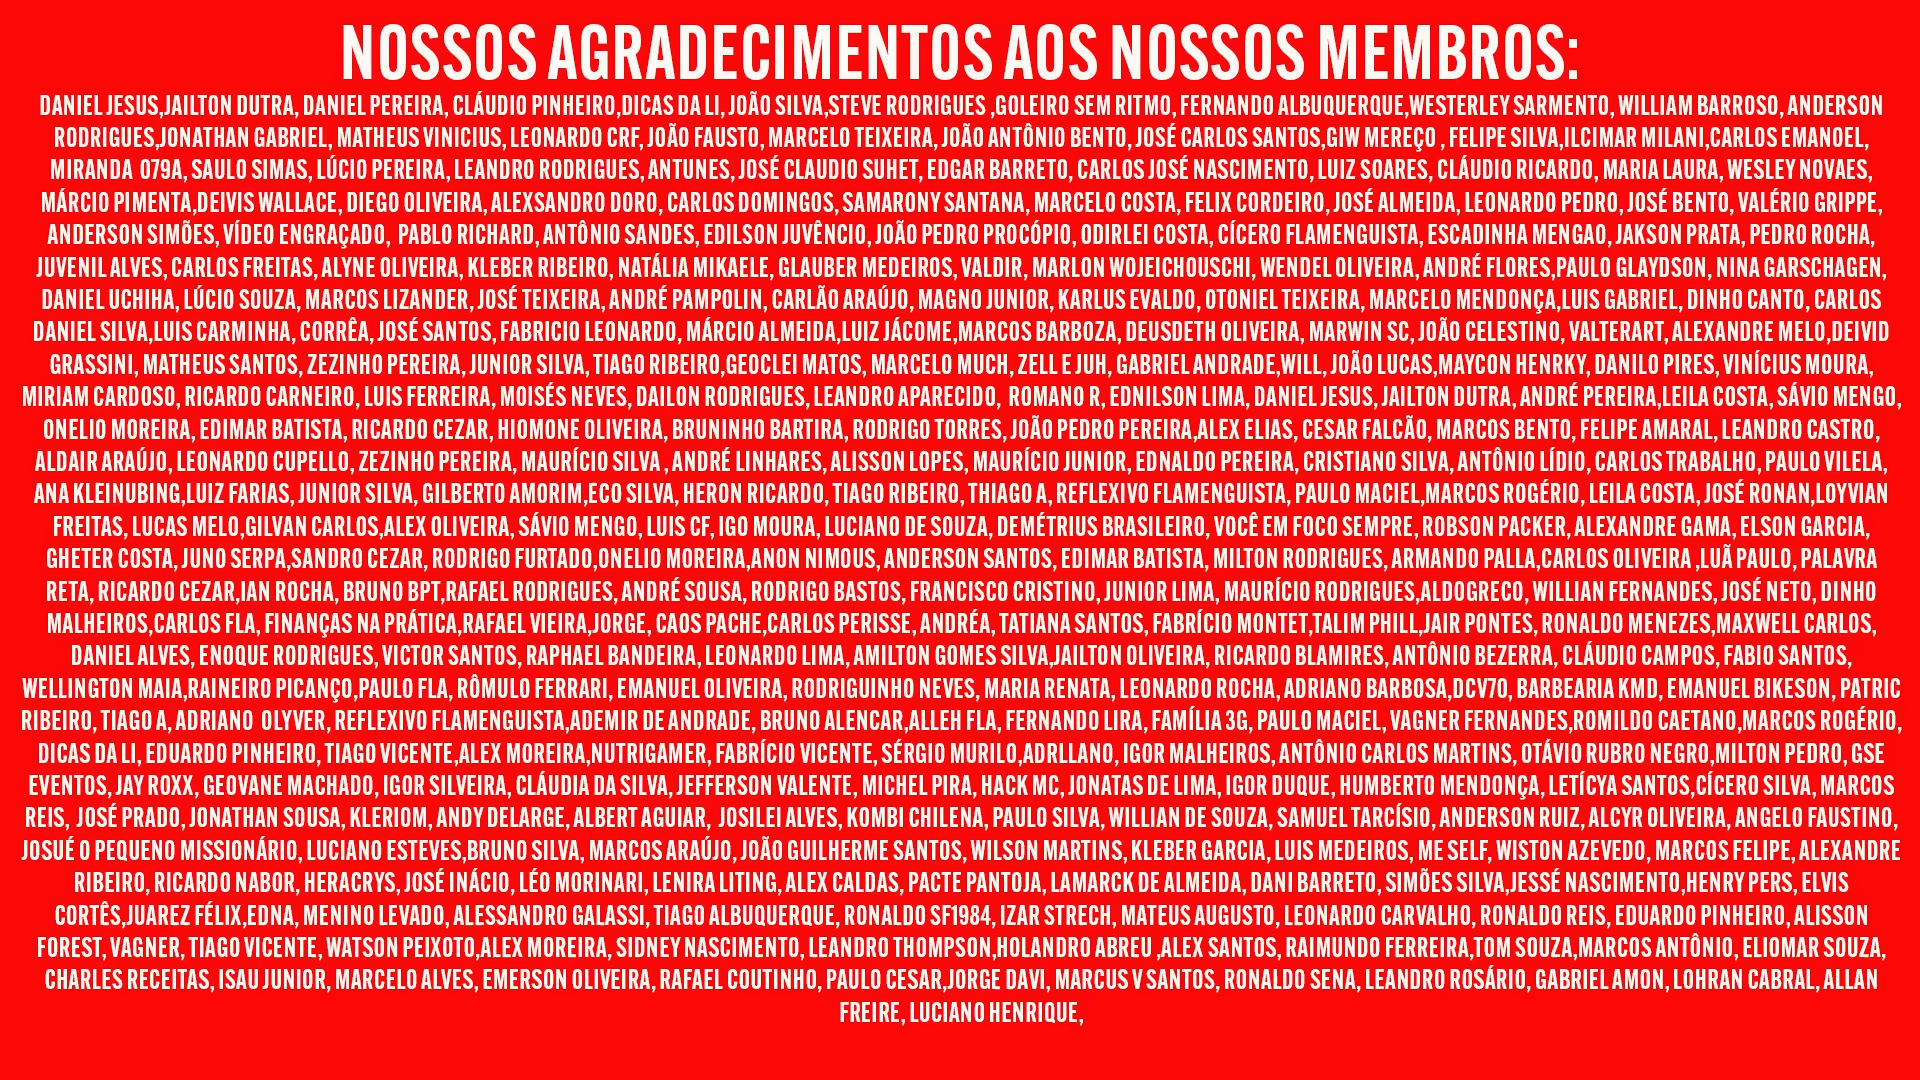 NOSSOS AGRADECIMENTOS AOS NOSSOS MEMBROS:
DANIEL JESUS,JAILTON DUTRA, DANIEL PEREIRA, CLÁUDIO PINHEIRO,DICAS DA LI, JOÃO SILVA,STEVE RODRIGUES ,GOLEIRO SEM RITMO, FERNANDO ALBUQUERQUE,WESTERLEY SARMENTO, WILLIAM BARROSO, ANDERSON
RODRIGUES,JONATHAN GABRIEL, MATHEUS VINICIUS, LEONARDO CRF, JOÃO FAUSTO, MARCELO TEIXEIRA, JOÃO ANTÔNIO BENTO, JOSÉ CARLOS SANTOS,GIW MEREÇO , FELIPE SILVA,ILCIMAR MILANI,CARLOS EMANOEL,
MIRANDA 079A, SAULO SIMAS, LÚCIO PEREIRA, LEANDRO RODRIGUES, ANTUNES, JOSÉ CLAUDIO SUHET, EDGAR BARRETO, CARLOS JOSÉ NASCIMENTO, LUIZ SOARES, CLÁUDIO RICARDO, MARIA LAURA, WESLEY NOVAES,
MÁRCIO PIMENTA,DEIVIS WALLACE, DIEGO OLIVEIRA, ALEXSANDRO DORO, CARLOS DOMINGOS, SAMARONY SANTANA, MARCELO COSTA, FELIX CORDEIRO, JOSÉ ALMEIDA, LEONARDO PEDRO, JOSÉ BENTO, VALÉRIO GRIPPE,
ANDERSON SIMÕES, VÍDEO ENGRAÇADO, PABLO RICHARD, ANTÔNIO SANDES, EDILSON JUVÊNCIO, JOÃO PEDRO PROCÓPIO, ODIRLEI COSTA, CÍCERO FLAMENGUISTA, ESCADINHA MENGAO, JAKSON PRATA, PEDRO ROCHA,
JUVENIL ALVES, CARLOS FREITAS, ALYNE OLIVEIRA, KLEBER RIBEIRO, NATÁLIA MIKAELE, GLAUBER MEDEIROS, VALDIR, MARLON WOJEICHOUSCHI, WENDEL OLIVEIRA, ANDRÉ FLORES,PAULO GLAYDSON, NINA GARSCHAGEN,
DANIEL UCHIHA, LÚCIO SOUZA, MARCOS LIZANDER, JOSÉ TEIXEIRA, ANDRÉ PAMPOLIN, CARLÃO ARAÚJO, MAGNO JUNIOR, KARLUS EVALDO, OTONIEL TEIXEIRA, MARCELO MENDONÇA,LUIS GABRIEL, DINHO CANTO, CARLOS
DANIEL SILVA,LUIS CARMINHA, CORRÊA, JOSÉ SANTOS, FABRICIO LEONARDO, MÁRCIO ALMEIDA,LUIZ JÁCOME,MARCOS BARBOZA, DEUSDETH OLIVEIRA, MARWIN SC, JOÃO CELESTINO, VALTERART, ALEXANDRE MELO,DEIVID
GRASSINI, MATHEUS SANTOS, ZEZINHO PEREIRA, JUNIOR SILVA, TIAGO RIBEIRO,GEOCLEI MATOS, MARCELO MUCH, ZELL E JUH, GABRIEL ANDRADE,WILL, JOÃO LUCAS,MAYCON HENRKY, DANILO PIRES, VINÍCIUS MOURA,
MIRIAM CARDOSO, RICARDO CARNEIRO, LUIS FERREIRA, MOISÉS NEVES, DAILON RODRIGUES, LEANDRO APARECIDO, ROMANO R, EDNILSON LIMA, DANIEL JESUS, JAILTON DUTRA, ANDRÉ PEREIRA,LEILA COSTA, SÁVIO MENGO,
ONELIO MOREIRA, EDIMAR BATISTA, RICARDO CEZAR, HIOMONE OLIVEIRA, BRUNINHO BARTIRA, RODRIGO TORRES, JOÃO PEDRO PEREIRA,ALEX ELIAS, CESAR FALCÃO, MARCOS BENTO, FELIPE AMARAL, LEANDRO CASTRO,
ALDAIR ARAÚJO, LEONARDO CUPELLO, ZEZINHO PEREIRA, MAURÍCIO SILVA , ANDRÉ LINHARES, ALISSON LOPES, MAURÍCIO JUNIOR, EDNALDO PEREIRA, CRISTIANO SILVA, ANTÔNIO LÍDIO, CARLOS TRABALHO, PAULO VILELA,
ANA KLEINUBING,LUIZ FARIAS, JUNIOR SILVA, GILBERTO AMORIM,ECO SILVA, HERON RICARDO, TIAGO RIBEIRO, THIAGO A, REFLEXIVO FLAMENGUISTA, PAULO MACIEL,MARCOS ROGÉRIO, LEILA COSTA, JOSÉ RONAN,LOYVIAN
FREITAS, LUCAS MELO,GILVAN CARLOS,ALEX OLIVEIRA, SÁVIO MENGO, LUIS CF, IGO MOURA, LUCIANO DE SOUZA, DEMÉTRIUS BRASILEIRO, VOCÊ EM FOCO SEMPRE, ROBSON PACKER, ALEXANDRE GAMA, ELSON GARCIA,
GHETER COSTA, JUNO SERPA,SANDRO CEZAR, RODRIGO FURTADO,ONELIO MOREIRA,ANON NIMOUS, ANDERSON SANTOS, EDIMAR BATISTA, MILTON RODRIGUES, ARMANDO PALLA,CARLOS OLIVEIRA ,LUÃ PAULO, PALAVRA
RETA, RICARDO CEZAR,IAN ROCHA, BRUNO BPT,RAFAEL RODRIGUES, ANDRÉ SOUSA, RODRIGO BASTOS, FRANCISCO CRISTINO, JUNIOR LIMA, MAURÍCIO RODRIGUES,ALDOGRECO, WILLIAN FERNANDES, JOSÉ NETO, DINHO
MALHEIROS,CARLOS FLA, FINANÇAS NA PRÁTICA,RAFAEL VIEIRA,JORGE, CAOS PACHE,CARLOS PERISSE, ANDRÉA, TATIANA SANTOS, FABRÍCIO MONTET,TALIM PHILL,JAIR PONTES, RONALDO MENEZES,MAXWELL CARLOS,
DANIEL ALVES, ENOQUE RODRIGUES, VICTOR SANTOS, RAPHAEL BANDEIRA, LEONARDO LIMA, AMILTON GOMES SILVA,JAILTON OLIVEIRA, RICARDO BLAMIRES, ANTÔNIO BEZERRA, CLÁUDIO CAMPOS, FABIO SANTOS,
WELLINGTON MAIA,RAINEIRO PICANÇO,PAULO FLA, RÔMULO FERRARI, EMANUEL OLIVEIRA, RODRIGUINHO NEVES, MARIA RENATA, LEONARDO ROCHA, ADRIANO BARBOSA,DCV70, BARBEARIA KMD, EMANUEL BIKESON, PATRIC
RIBEIRO, TIAGO A, ADRIANO OLYVER, REFLEXIVO FLAMENGUISTA,ADEMIR DE ANDRADE, BRUNO ALENCAR,ALLEH FLA, FERNANDO LIRA, FAMÍLIA 3G, PAULO MACIEL, VAGNER FERNANDES,ROMILDO CAETANO,MARCOS ROGÉRIO,
DICAS DA LI, EDUARDO PINHEIRO, TIAGO VICENTE,ALEX MOREIRA,NUTRIGAMER, FABRÍCIO VICENTE, SÉRGIO MURILO,ADRLLANO, IGOR MALHEIROS, ANTÔNIO CARLOS MARTINS, OTÁVIO RUBRO NEGRO,MILTON PEDRO, GSE
EVENTOS, JAY ROXX, GEOVANE MACHADO, IGOR SILVEIRA, CLÁUDIA DA SILVA, JEFFERSON VALENTE, MICHEL PIRA, HACK MC, JONATAS DE LIMA, IGOR DUQUE, HUMBERTO MENDONÇA, LETÍCYA SANTOS,CÍCERO SILVA, MARCOS
REIS, JOSÉ PRADO, JONATHAN SOUSA, KLERIOM, ANDY DELARGE, ALBERT AGUIAR, JOSILEI ALVES, KOMBI CHILENA, PAULO SILVA, WILLIAN DE SOUZA, SAMUEL TARCÍSIO, ANDERSON RUIZ, ALCYR OLIVEIRA, ANGELO FAUSTINO,
JOSUÉ O PEQUENO MISSIONÁRIO, LUCIANO ESTEVES,BRUNO SILVA, MARCOS ARAÚJO, JOÃO GUILHERME SANTOS, WILSON MARTINS, KLEBER GARCIA, LUIS MEDEIROS, ME SELF, WISTON AZEVEDO, MARCOS FELIPE, ALEXANDRE
RIBEIRO, RICARDO NABOR, HERACRYS, JOSÉ INÁCIO, LÉO MORINARI, LENIRA LITING, ALEX CALDAS, PACTE PANTOJA, LAMARCK DE ALMEIDA, DANI BARRETO, SIMÕES SILVA,JESSÉ NASCIMENTO,HENRY PERS, ELVIS
CORTÊS,JUAREZ FÉLIX,EDNA, MENINO LEVADO, ALESSANDRO GALASSI, TIAGO ALBUQUERQUE, RONALDO SF1984, IZAR STRECH, MATEUS AUGUSTO, LEONARDO CARVALHO, RONALDO REIS, EDUARDO PINHEIRO, ALISSON
FOREST, VAGNER, TIAGO VICENTE, WATSON PEIXOTO,ALEX MOREIRA, SIDNEY NASCIMENTO, LEANDRO THOMPSON,HOLANDRO ABREU ,ALEX SANTOS, RAIMUNDO FERREIRA,TOM SOUZA,MARCOS ANTÔNIO, ELIOMAR SOUZA,
CHARLES RECEITAS, ISAU JUNIOR, MARCELO ALVES, EMERSON OLIVEIRA, RAFAEL COUTINHO, PAULO CESAR,JORGE DAVI, MARCUS V SANTOS, RONALDO SENA, LEANDRO ROSÁRIO, GABRIEL AMON, LOHRAN CABRAL, ALLAN
FREIRE, LUCIANO HENRIQUE,